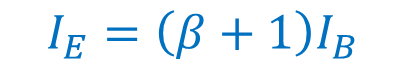 I_E = (β + 1)I_B